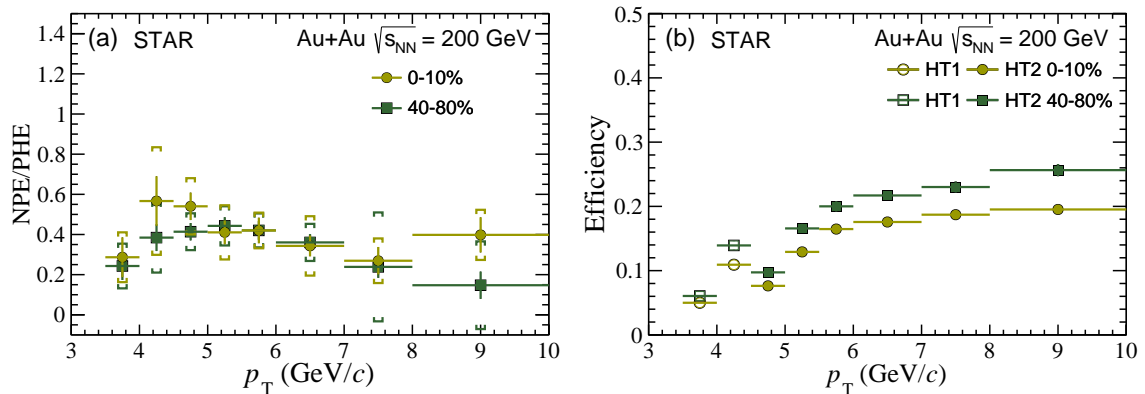 (a) STAR Au+Au √s_NN = 200 GeV
0-10%
40-80%
NPE/PHE
1.4
1.2
1
0.8
0.6
0.4
0.2
0
3 4 5 6 7 8 9 10
p_T (GeV/c)
(b) STAR Au+Au √s_NN = 200 GeV
HT1 HT2 0-10%
HT1 HT2 40-80%
Efficiency
0.5
0.4
0.3
0.2
0.1
0.0
3 4 5 6 7 8 9 10
p_T (GeV/c)